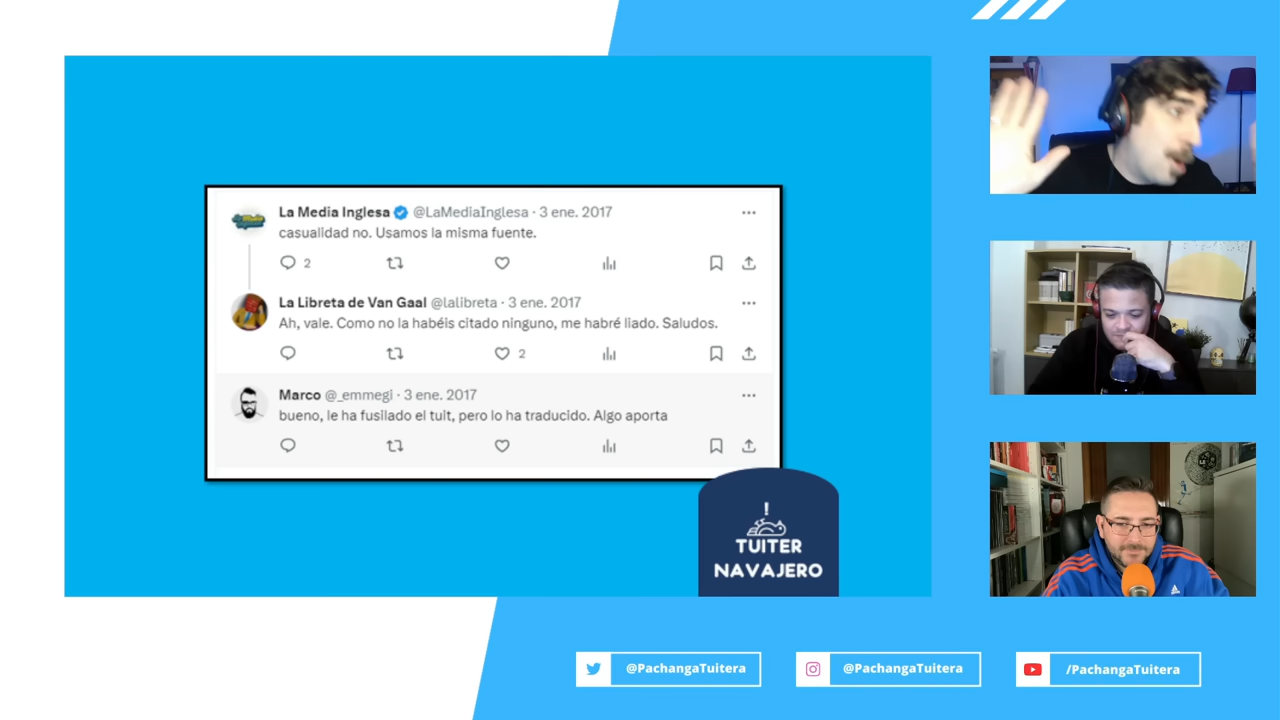 La Media Inglesa @LaMediaInglesa · 3 ene. 2017
casualidad no. Usamos la misma fuente.
2
La Libreta de Van Gaal @lalibreta · 3 ene. 2017
Ah, vale. Como no la habéis citado ninguno, me habré liado. Saludos.
2
Marco @_emmegi · 3 ene. 2017
bueno, le ha fusilado el tuit, pero lo ha traducido. Algo aporta
!
TUITER
NAVAJERO
@PachangaTuitera
@PachangaTuitera
/PachangaTuitera